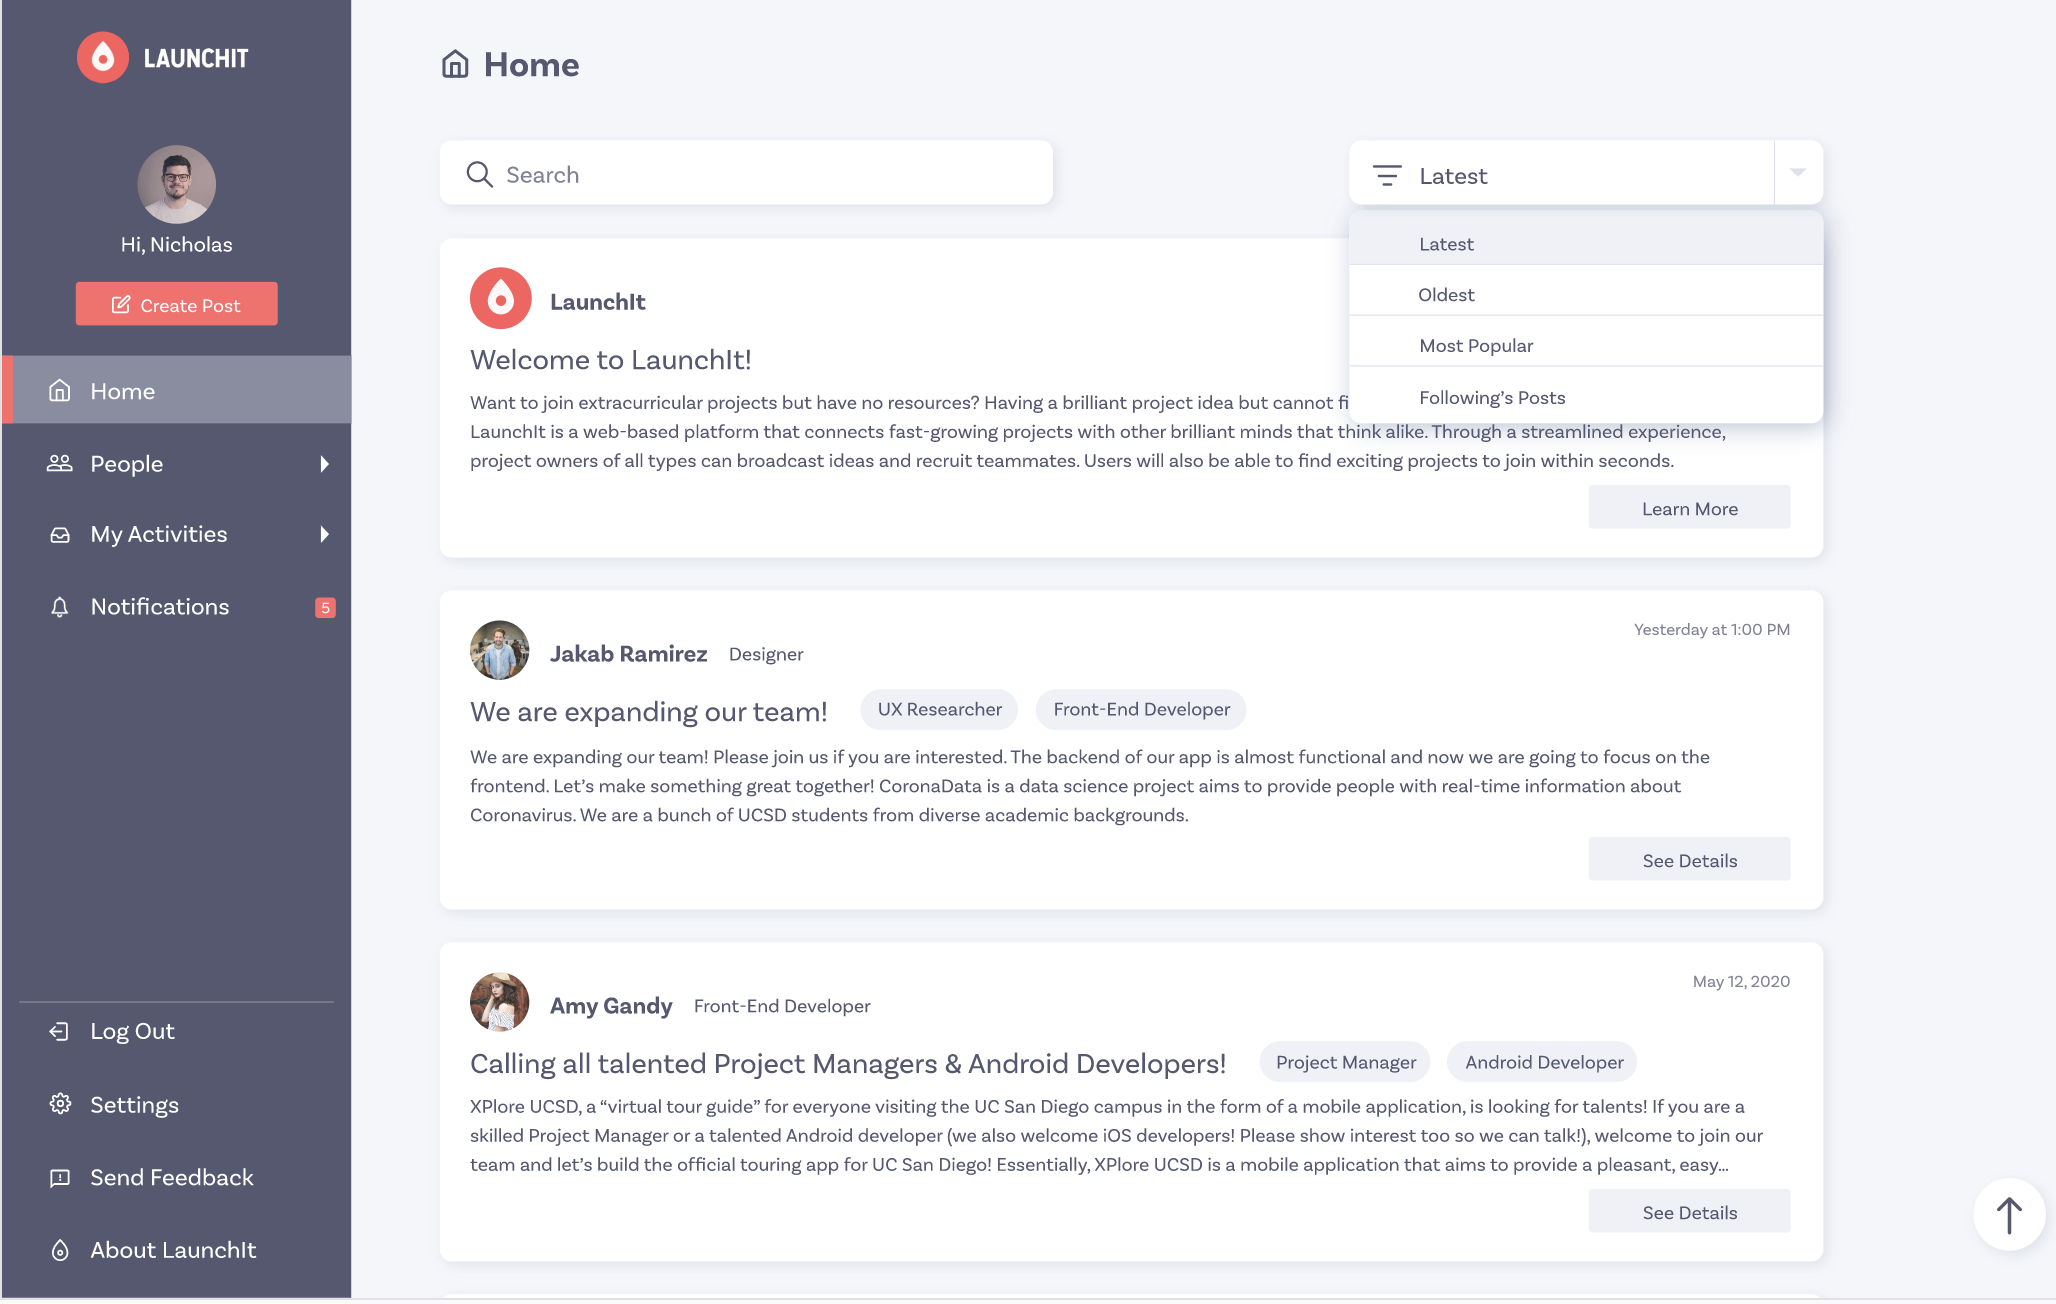 LAUNCHIT
Hi, Nicholas
Create Post
Home
People
My Activities
Notifications
5
Log Out
Settings
Send Feedback
About LaunchIt
Home
Search
Latest
Latest
Oldest
Most Popular
Following’s Posts
LaunchIt
Welcome to LaunchIt!
Want to join extracurricular projects but have no resources? Having a brilliant project idea but cannot
LaunchIt is a web-based platform that connects fast-growing projects with other brilliant minds that think alike. Through a streamlined experience,
project owners of all types can broadcast ideas and recruit teammates. Users will also be able to find exciting projects to join within seconds.
Learn More
Yesterday at 1:00 PM
Jakab Ramirez Designer
We are expanding our team! UX Researcher Front-End Developer
We are expanding our team! Please join us if you are interested. The backend of our app is almost functional and now we are going to focus on the
frontend. Let’s make something great together! CoronaData is a data science project aims to provide people with real-time information about
Coronavirus. We are a bunch of UCSD students from diverse academic backgrounds.
See Details
May 12, 2020
Amy Gandy Front-End Developer
Calling all talented Project Managers & Android Developers! Project Manager Android Developer
XPlore UCSD, a “virtual tour guide” for everyone visiting the UC San Diego campus in the form of a mobile application, is looking for talents! If you are a
skilled Project Manager or a talented Android developer (we also welcome iOS developers! Please show interest too so we can talk!), welcome to join our
team and let’s build the official touring app for UC San Diego! Essentially, XPlore UCSD is a mobile application that aims to provide a pleasant, easy…
See Details